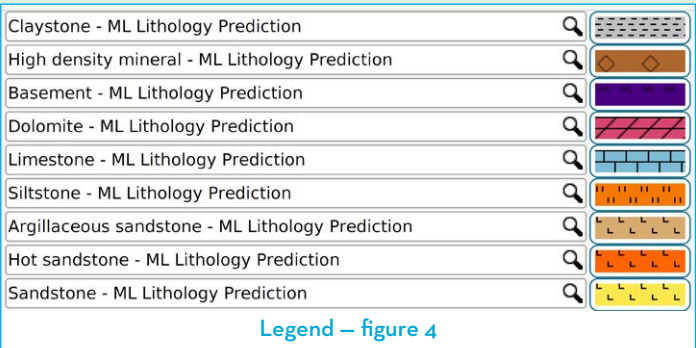 Claystone - ML Lithology Prediction
High density mineral - ML Lithology Prediction
Basement - ML Lithology Prediction
Dolomite - ML Lithology Prediction
Limestone - ML Lithology Prediction
Siltstone - ML Lithology Prediction
Argillaceous sandstone - ML Lithology Prediction
Hot sandstone - ML Lithology Prediction
Sandstone - ML Lithology Prediction
Legend – figure 4